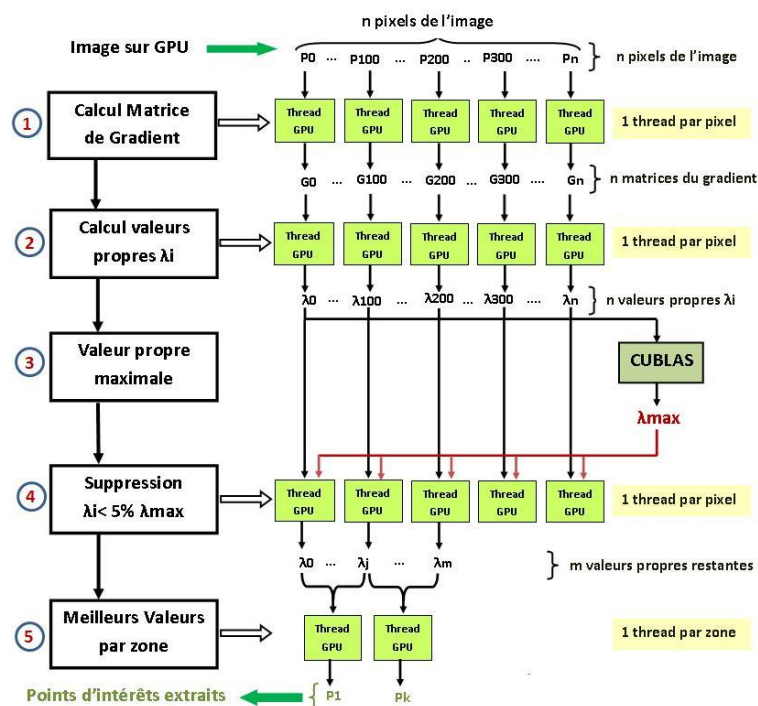 n pixels de l'image
Image sur GPU
P0 ... P100 ... P200 ... P300 .... Pn
n pixels de l'image
1
Calcul Matrice
de Gradient
Thread
GPU
Thread
GPU
Thread
GPU
Thread
GPU
Thread
GPU
1 thread par pixel
G0 ... G100 ... G200 ... G300 .... Gn
n matrices du gradient
2
Calcul valeurs
propres λi
Thread
GPU
Thread
GPU
Thread
GPU
Thread
GPU
Thread
GPU
1 thread par pixel
λ0 ... λ100 ... λ200 ... λ300 .... λn
n valeurs propres λi
3
Valeur propre
maximale
CUBLAS
λmax
4
Suppression
λi< 5% λmax
Thread
GPU
Thread
GPU
Thread
GPU
Thread
GPU
Thread
GPU
1 thread par pixel
λ0 ... λj ... λm
m valeurs propres restantes
5
Meilleurs Valeurs
par zone
Thread
GPU
Thread
GPU
1 thread par zone
Points d'intérêts extraits
P1 Pk